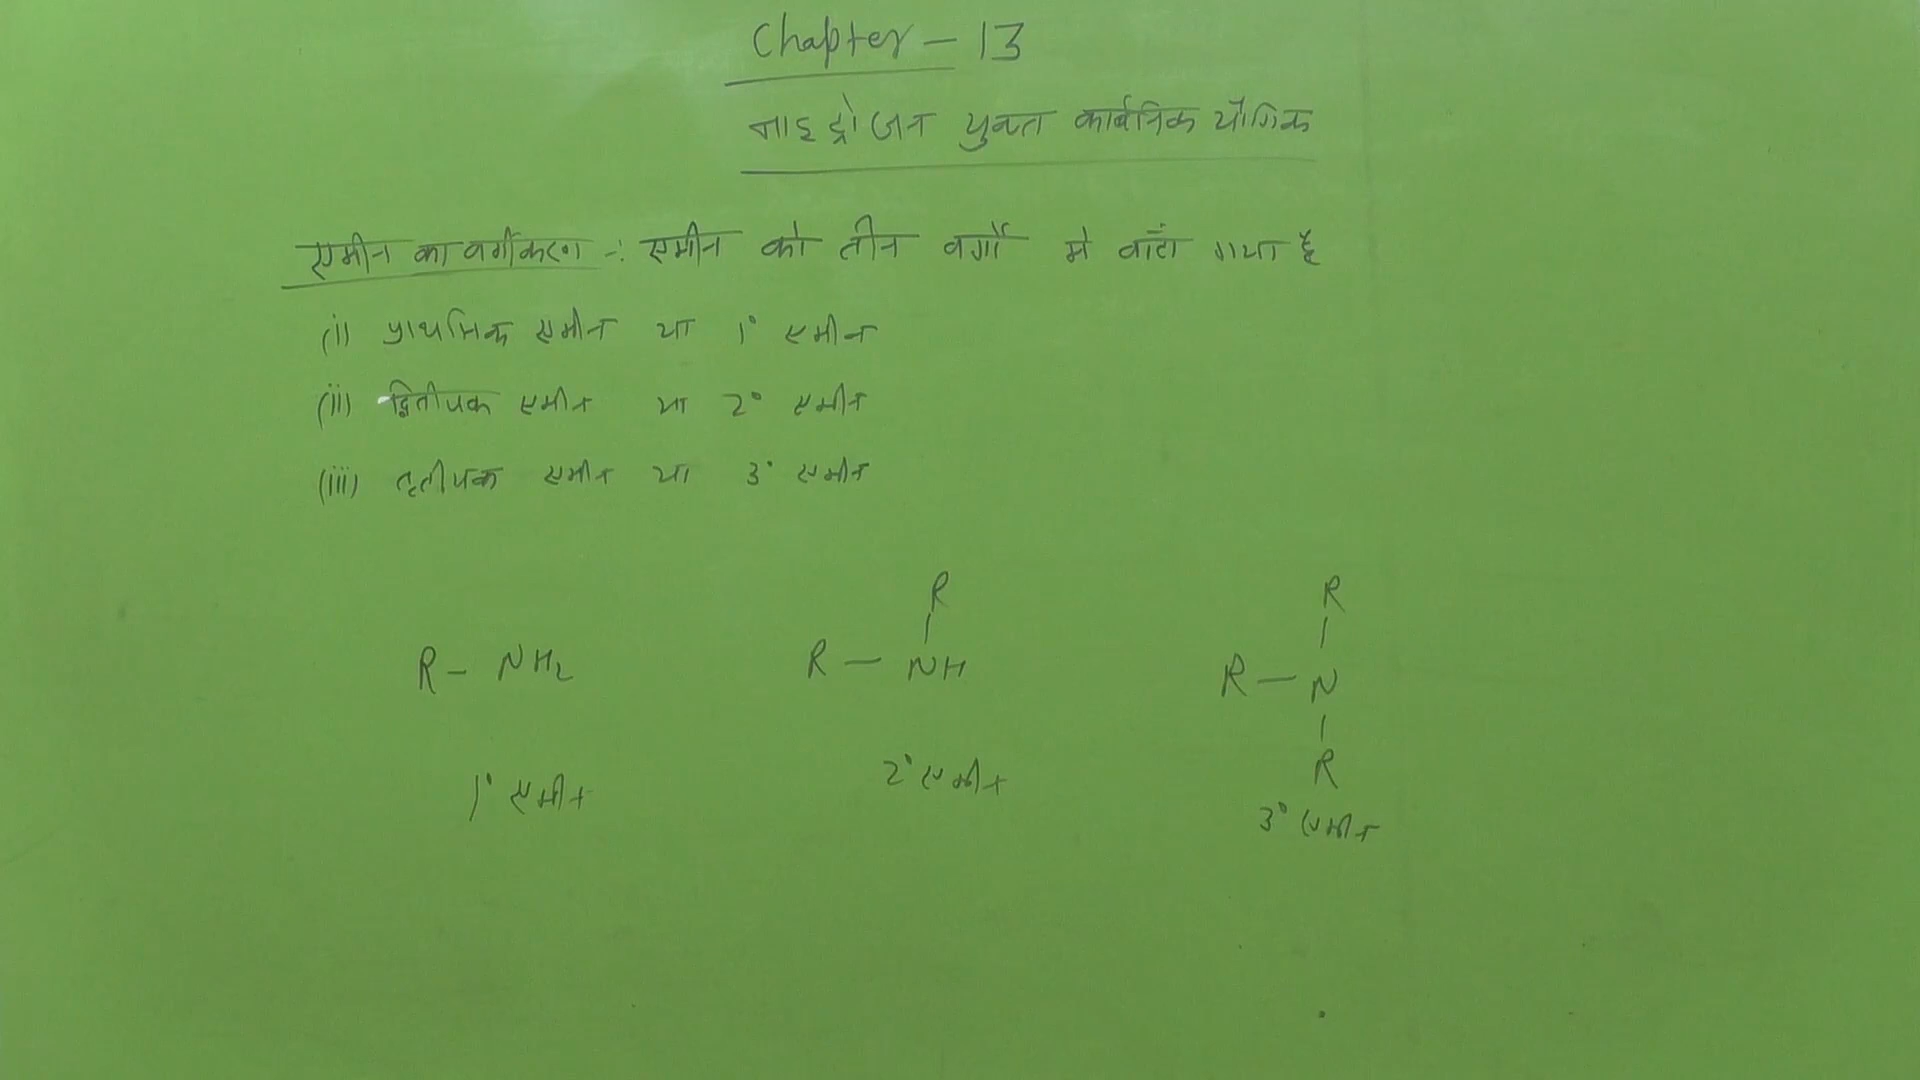 Chapter - 13
नाइट्रोजन युक्त कार्बनिक यौगिक
एमीन का वर्गीकरण -: एमीन को तीन वर्गों में बाँटा गया है
(i) प्राथमिक एमीन या 1° एमीन
(ii) द्वितीयक एमीन या 2° एमीन
(iii) तृतीयक एमीन या 3° एमीन
R R
R - NH2 R - NH R - N
R
1° एमीन 2° एमीन 3° एमीन